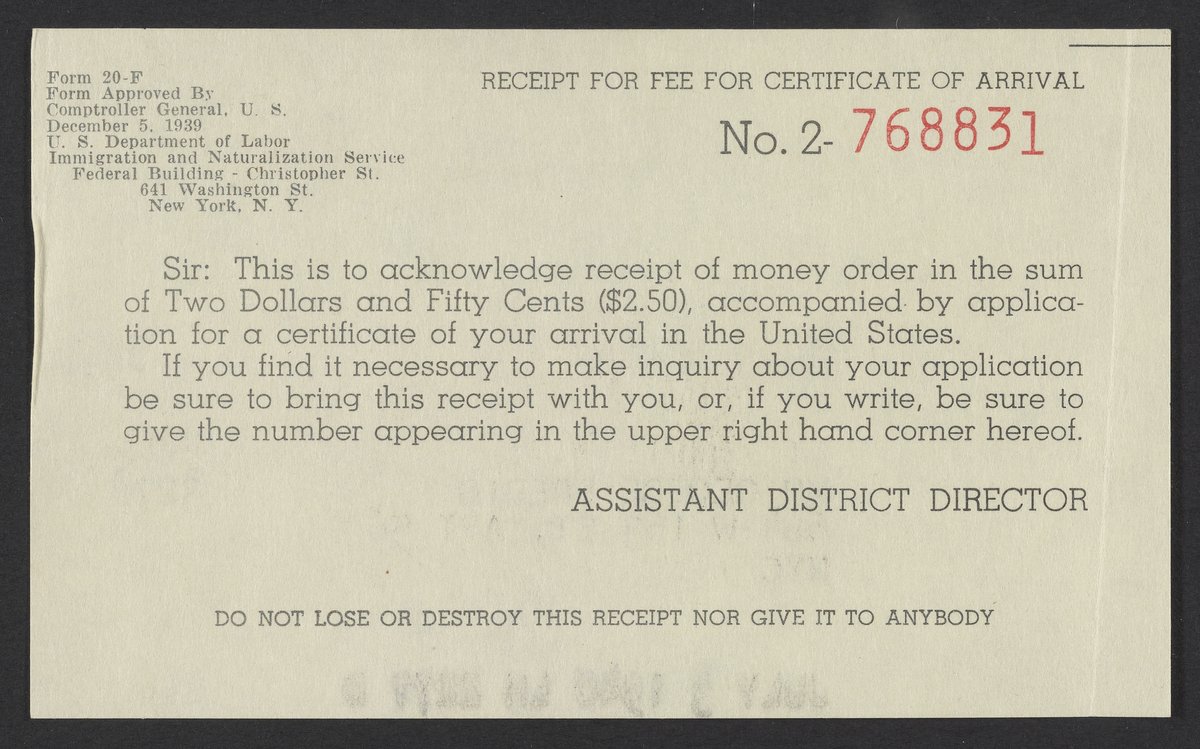 Form 20-F
Form Approved By
Comptroller General, U. S.
December 5, 1939
U. S. Department of Labor
Immigration and Naturalization Service
Federal Building - Christopher St.
641 Washington St.
New York, N. Y.
RECEIPT FOR FEE FOR CERTIFICATE OF ARRIVAL
No. 2- 768831
Sir: This is to acknowledge receipt of money order in the sum
of Two Dollars and Fifty Cents ($2.50), accompanied by applica-
tion for a certificate of your arrival in the United States.
If you find it necessary to make inquiry about your application
be sure to bring this receipt with you, or, if you write, be sure to
give the number appearing in the upper right hand corner hereof.
ASSISTANT DISTRICT DIRECTOR
DO NOT LOSE OR DESTROY THIS RECEIPT NOR GIVE IT TO ANYBODY